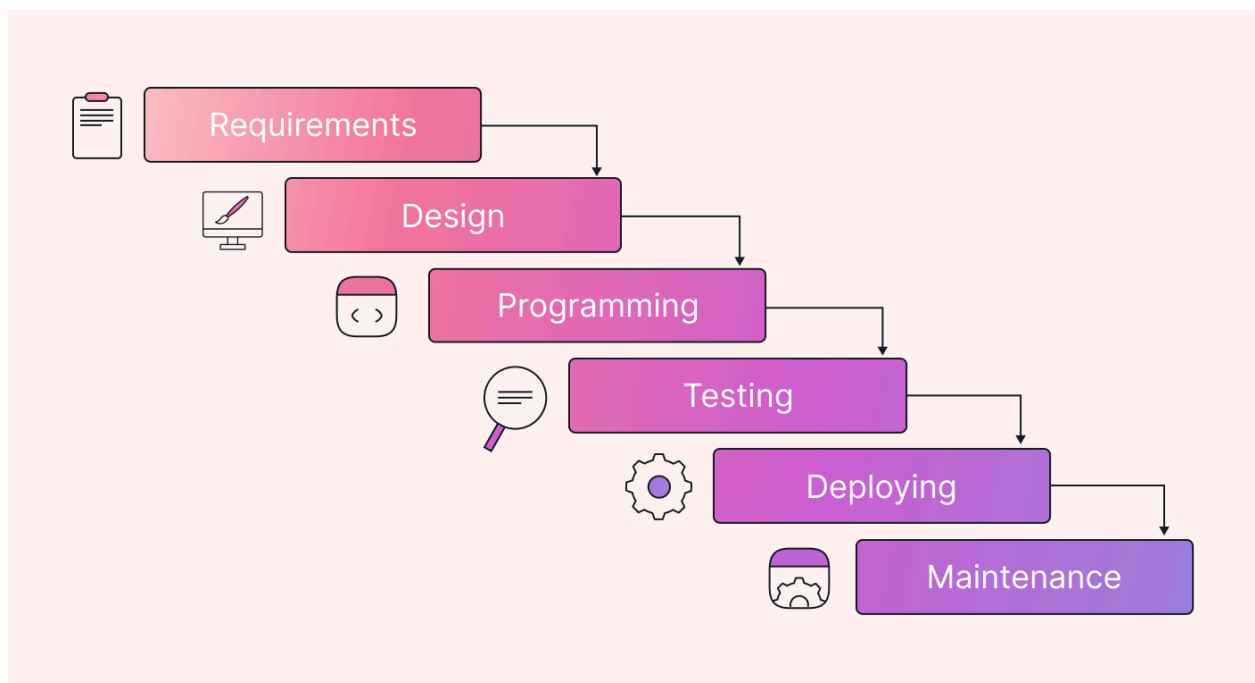 Requirements
Design
Programming
Testing
Deploying
Maintenance